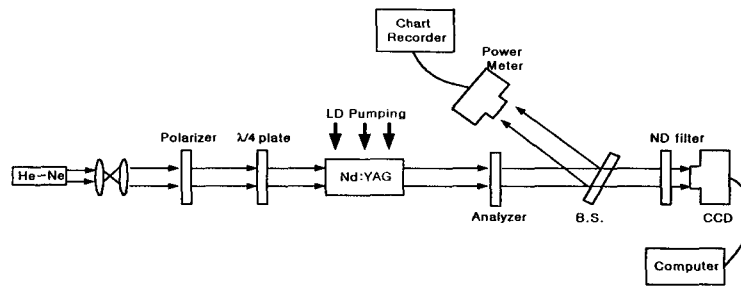 Chart
Recorder
Power
Meter
LD Pumping
Polarizer
λ/4 plate
ND filter
He-Ne
Nd:YAG
Analyzer
B.S.
CCD
Computer